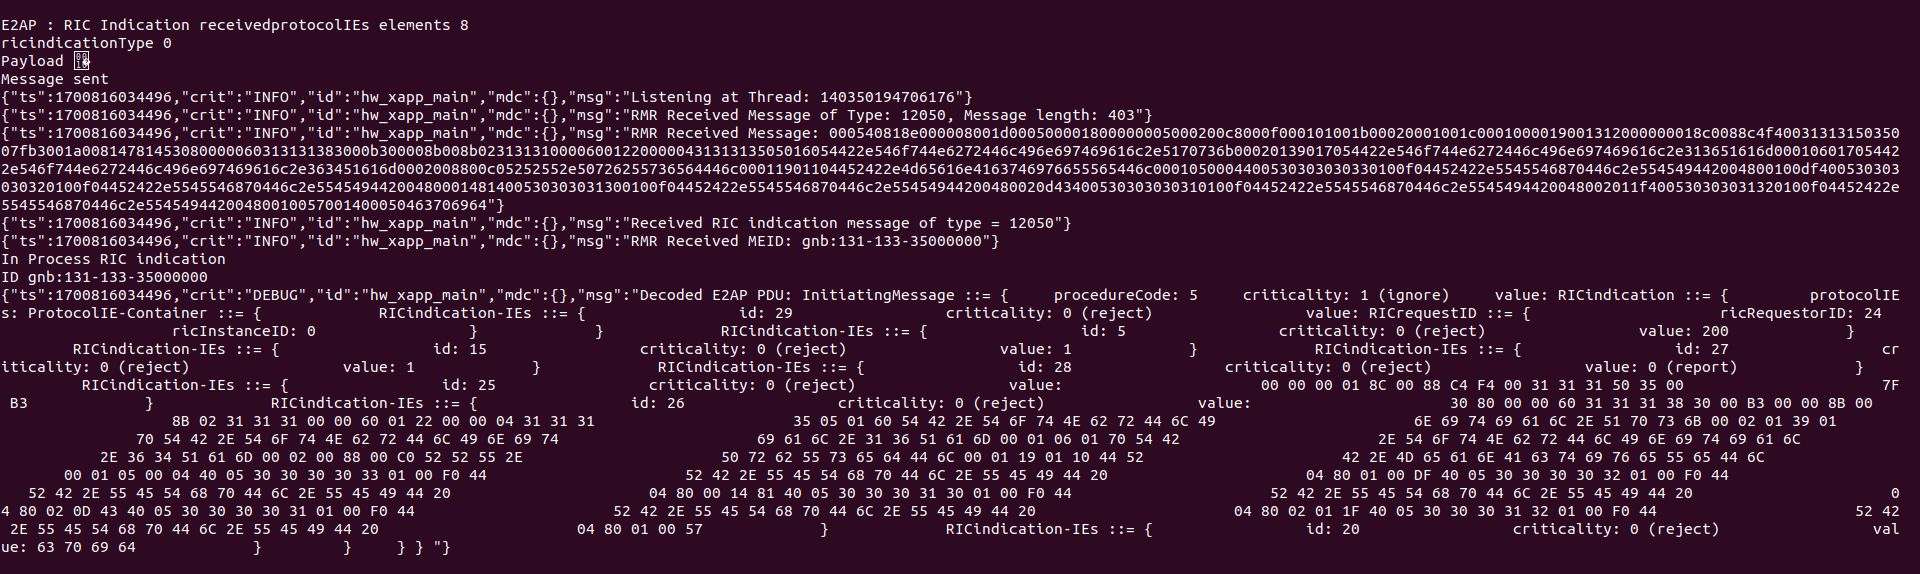 E2AP : RIC Indication receivedprotocolIEs elements 8
ricindicationType 0
Payload
Message sent
{"ts":1700816034496,"crit":"INFO","id":"hw_xapp_main","mdc":{},"msg":"Listening at Thread: 140350194706176"}
{"ts":1700816034496,"crit":"INFO","id":"hw_xapp_main","mdc":{},"msg":"RMR Received Message of Type: 12050, Message length: 403"}
{"ts":1700816034496,"crit":"INFO","id":"hw_xapp_main","mdc":{},"msg":"RMR Received Message:
{"ts":1700816034496,"crit":"INFO","id":"hw_xapp_main","mdc":{},"msg":"Received RIC indication message of type = 12050"}
{"ts":1700816034496,"crit":"INFO","id":"hw_xapp_main","mdc":{},"msg":"RMR Received MEID: gnb:131-133-35000000"}
In Process RIC indication
ID gnb:131-133-35000000
{"ts":1700816034496,"crit":"DEBUG","id":"hw_xapp_main","mdc":{},"msg":"Decoded E2AP PDU: InitiatingMessage ::= { procedureCode: 5 criticality: 1 (ignore) value: RICindication ::= { protocolIE
s: ProtocolIE-Container ::= { RICindication-IEs ::= { id: 29 criticality: 0 (reject) value: RICrequestID ::= { ricRequestorID: 24
ricInstanceID: 0 } } RICindication-IEs ::= { id: 5 criticality: 0 (reject) value: 200 }
RICindication-IEs ::= { id: 15 criticality: 0 (reject) value: 1 } RICindication-IEs ::= { id: 27 cr
iticality: 0 (reject) value: 1 } RICindication-IEs ::= { id: 28 criticality: 0 (reject) value: 0 (report) }
RICindication-IEs ::= { id: 25 criticality: 0 (reject) value: 00 00 00 01 8C 00 88 C4 F4 00 31 31 31 50 35 00 7F
B3 } RICindication-IEs ::= { id: 26 criticality: 0 (reject) value: 30 80 00 00 60 31 31 31 38 30 00 B3 00 00 8B 00
8B 02 31 31 31 00 00 60 01 22 00 00 04 31 31 31 35 05 01 60 54 42 2E 54 6F 74 4E 62 72 44 6C 49 6E 69 74 69 61 6C 2E 51 70 73 6B 00 02 01 39 01
70 54 42 2E 54 6F 74 4E 62 72 44 6C 49 6E 69 74 69 61 6C 2E 31 36 51 61 6D 00 01 06 01 70 54 42 2E 54 6F 74 4E 62 72 44 6C 49 6E 69 74 69 61 6C
2E 36 34 51 61 6D 00 02 00 88 00 C0 52 52 55 2E 50 72 62 55 73 65 64 44 6C 00 01 19 01 10 44 52 42 2E 4D 65 61 6E 41 63 74 69 76 65 55 65 44 6C
00 01 05 00 04 40 05 30 30 30 30 33 01 00 F0 44 52 42 2E 55 45 54 68 70 44 6C 2E 55 45 49 44 20 04 80 01 00 DF 40 05 30 30 30 30 32 01 00 F0 44
52 42 2E 55 45 54 68 70 44 6C 2E 55 45 49 44 20 04 80 00 14 81 40 05 30 30 30 31 30 01 00 F0 44 52 42 2E 55 45 54 68 70 44 6C 2E 55 45 49 44 20 0
4 80 02 0D 43 40 05 30 30 30 30 31 01 00 F0 44 52 42 2E 55 45 54 68 70 44 6C 2E 55 45 49 44 20 04 80 02 01 1F 40 05 30 30 30 31 32 01 00 F0 44 52 42
2E 55 45 54 68 70 44 6C 2E 55 45 49 44 20 04 80 01 00 57 } RICindication-IEs ::= { id: 20 criticality: 0 (reject) val
ue: 63 70 69 64 } } } } "}